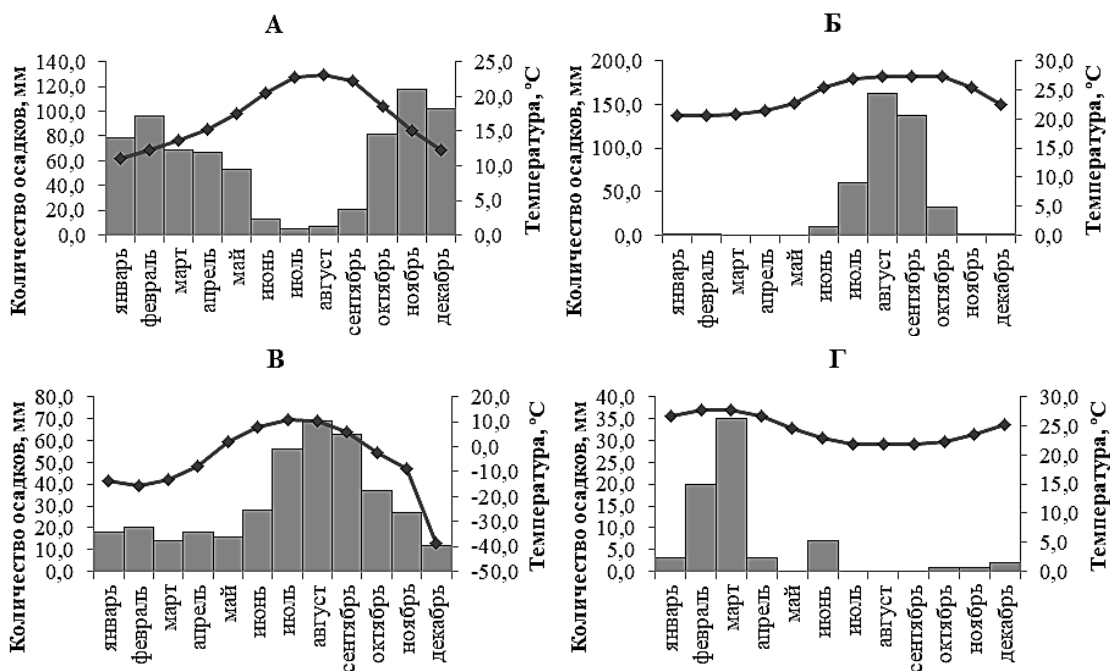 А
Количество осадков, мм
140,0
120,0
100,0
80,0
60,0
40,0
20,0
0,0
25,0
20,0
15,0
10,0
5,0
0,0
Температура, °C
январь
февраль
март
апрель
май
июнь
июль
август
сентябрь
октябрь
ноябрь
декабрь
Б
Количество осадков, мм
200,0
150,0
100,0
50,0
0,0
30,0
25,0
20,0
15,0
10,0
5,0
0,0
Температура, °C
январь
февраль
март
апрель
май
июнь
июль
август
сентябрь
октябрь
ноябрь
декабрь
В
Количество осадков, мм
80,0
70,0
60,0
50,0
40,0
30,0
20,0
10,0
0,0
20,0
10,0
0,0
-10,0
-20,0
-30,0
-40,0
-50,0
Температура, °C
январь
февраль
март
апрель
май
июнь
июль
август
сентябрь
октябрь
ноябрь
декабрь
Г
Количество осадков, мм
40,0
35,0
30,0
25,0
20,0
15,0
10,0
5,0
0,0
30,0
25,0
20,0
15,0
10,0
5,0
0,0
Температура, °C
январь
февраль
март
апрель
май
июнь
июль
август
сентябрь
октябрь
ноябрь
декабрь